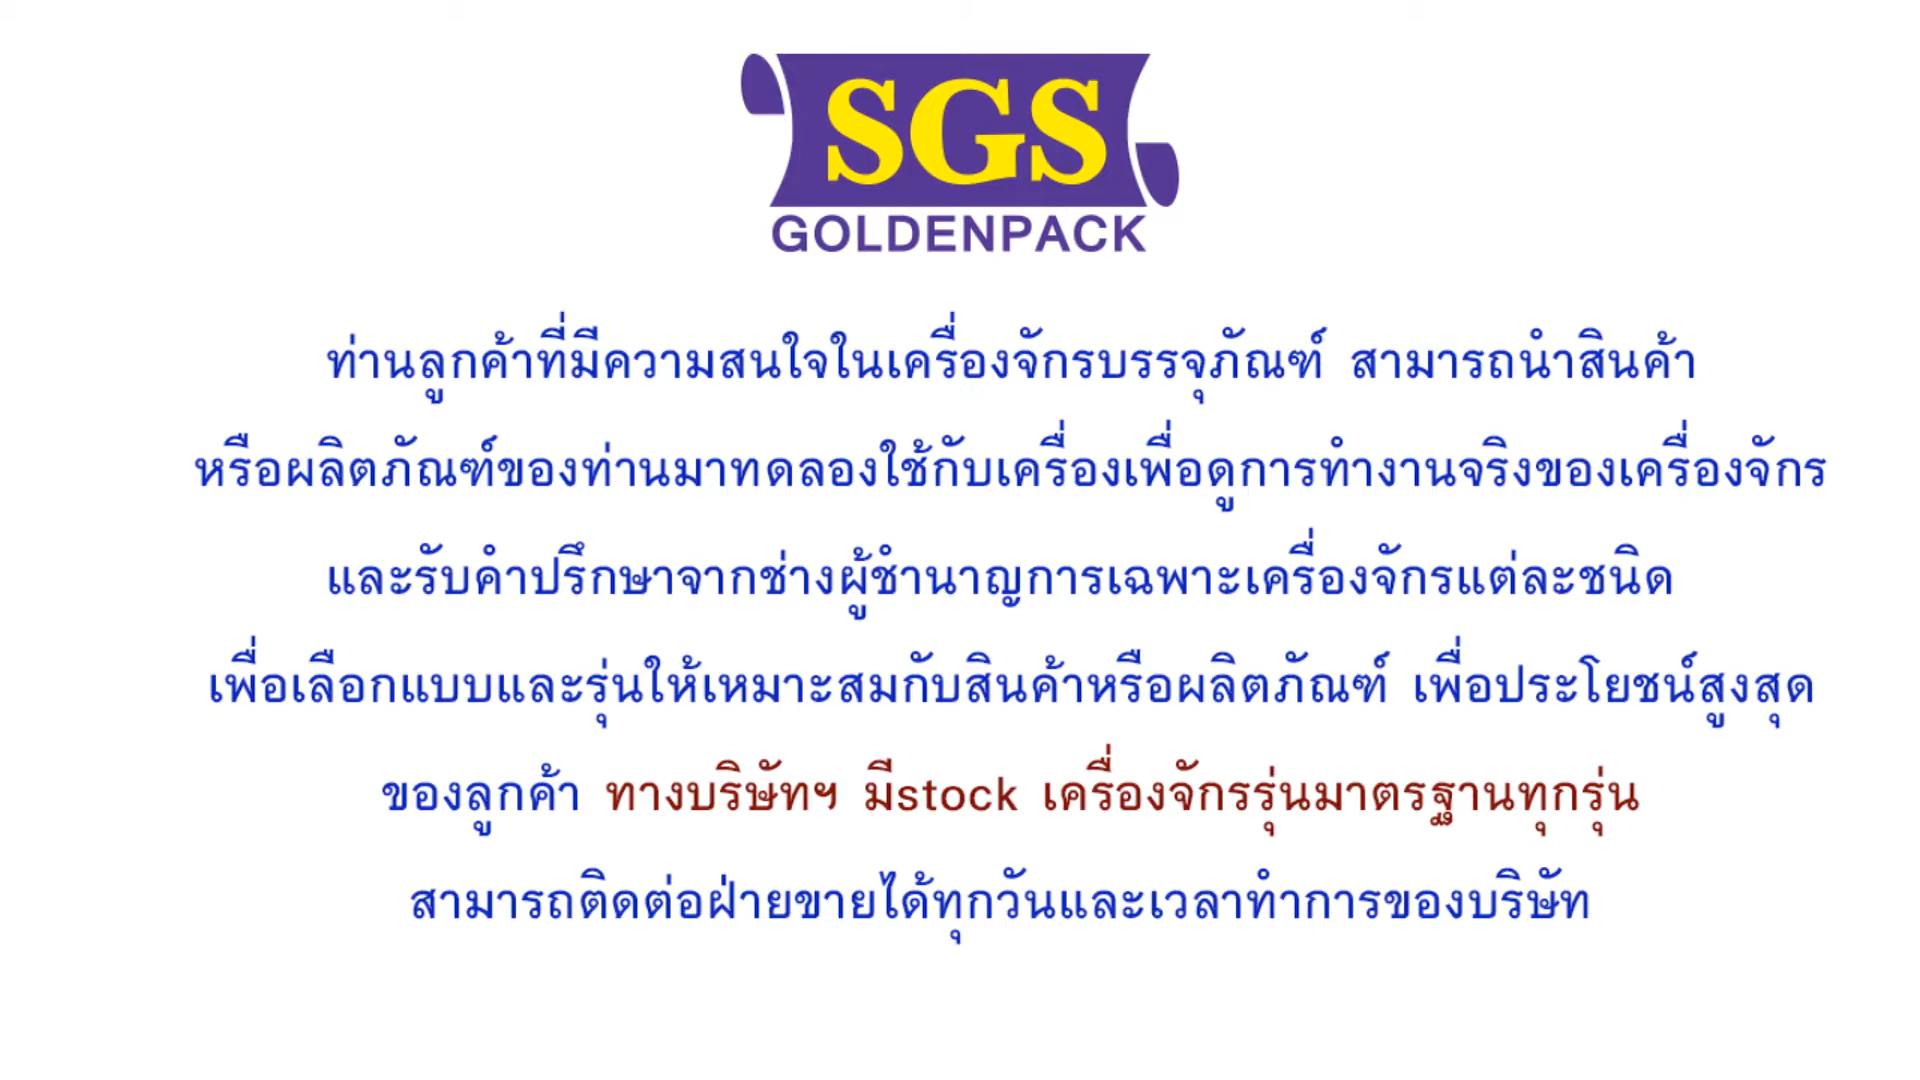 SGS
GOLDENPACK
ท่านลูกค้าที่มีความสนใจในเครื่องจักรบรรจุภัณฑ์ สามารถนำสินค้า
หรือผลิตภัณฑ์ของท่านมาทดลองใช้กับเครื่องเพื่อดูการทำงานจริงของเครื่องจักร
และรับคำปรึกษาจากช่างผู้ชำนาญการเฉพาะเครื่องจักรแต่ละชนิด
เพื่อเลือกแบบและรุ่นให้เหมาะสมกับสินค้าหรือผลิตภัณฑ์ เพื่อประโยชน์สูงสุด
ของลูกค้า ทางบริษัทฯ มีstock เครื่องจักรรุ่นมาตรฐานทุกรุ่น
สามารถติดต่อฝ่ายขายได้ทุกวันและเวลาทำการของบริษัท